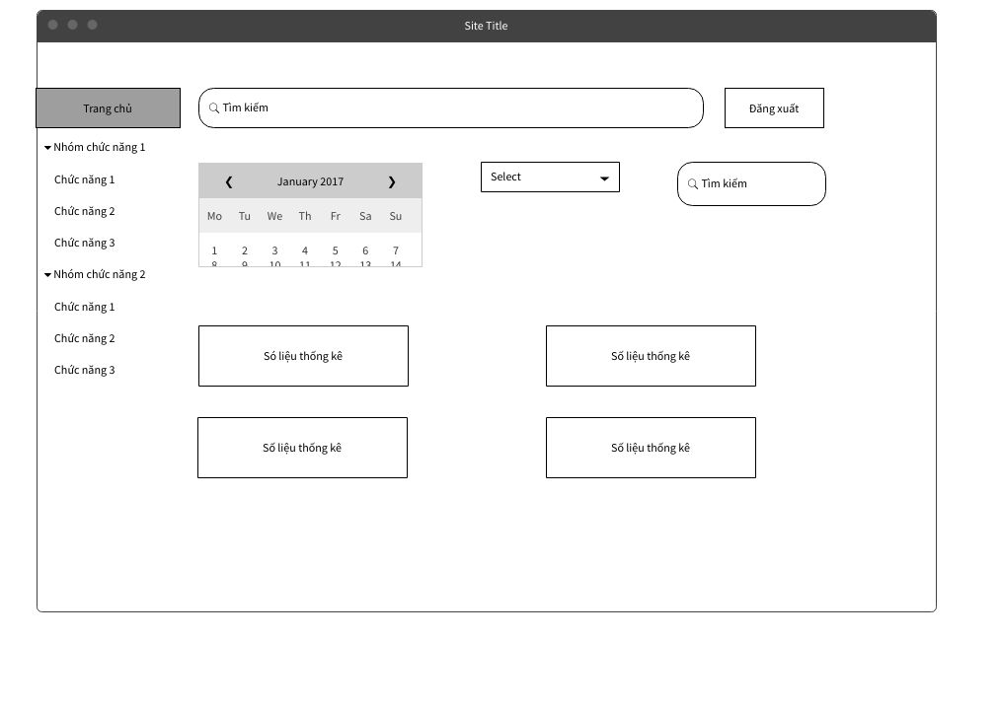 Site Title
Trang chủ
Tìm kiếm
Đăng xuất
Nhóm chức năng 1
Chức năng 1
Chức năng 2
Chức năng 3
Nhóm chức năng 2
Chức năng 1
Chức năng 2
Chức năng 3
❮ January 2017 ❯
Mo Tu We Th Fr Sa Su
1 2 3 4 5 6 7
8 9 10 11 12 13 14
Select
Tìm kiếm
Só liệu thống kê
Số liệu thống kê
Số liệu thống kê
Số liệu thống kê